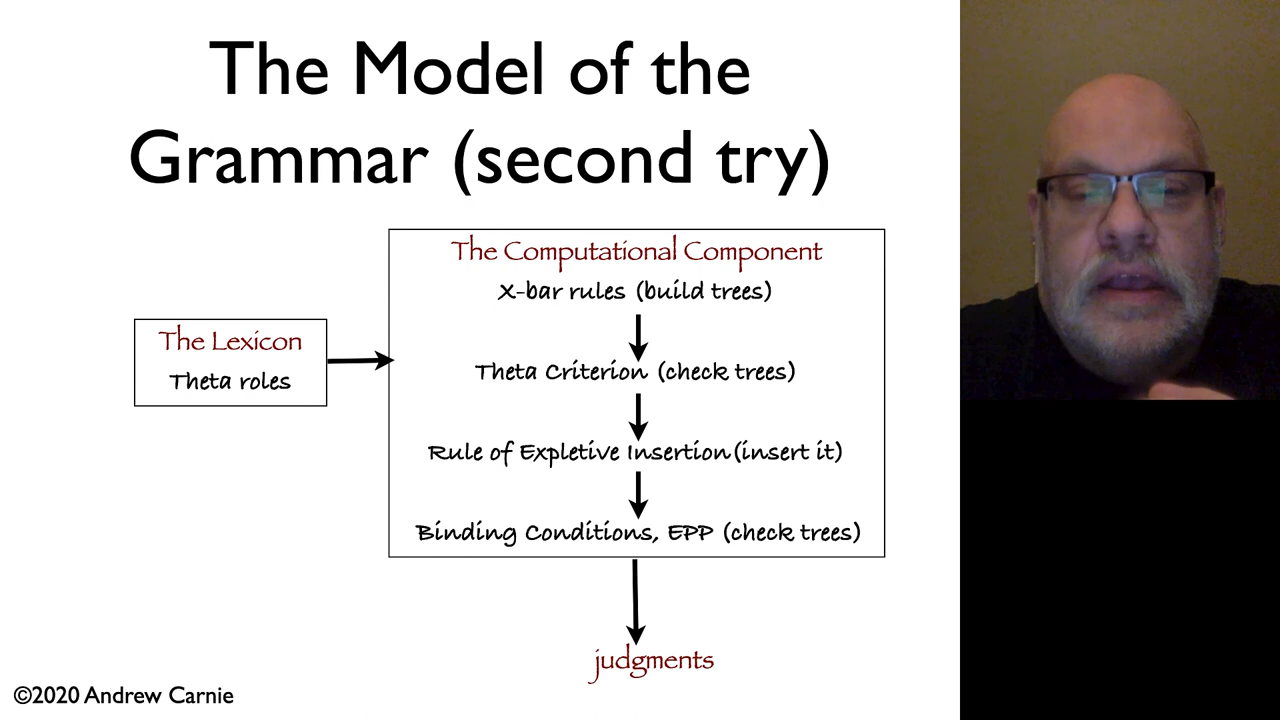 The Model of the
Grammar (second try)
The Computational Component
X-bar rules (build trees)
The Lexicon
Theta roles
Theta Criterion (check trees)
Rule of Expletive Insertion(insert it)
Binding Conditions, EPP (check trees)
judgments
©2020 Andrew Carnie